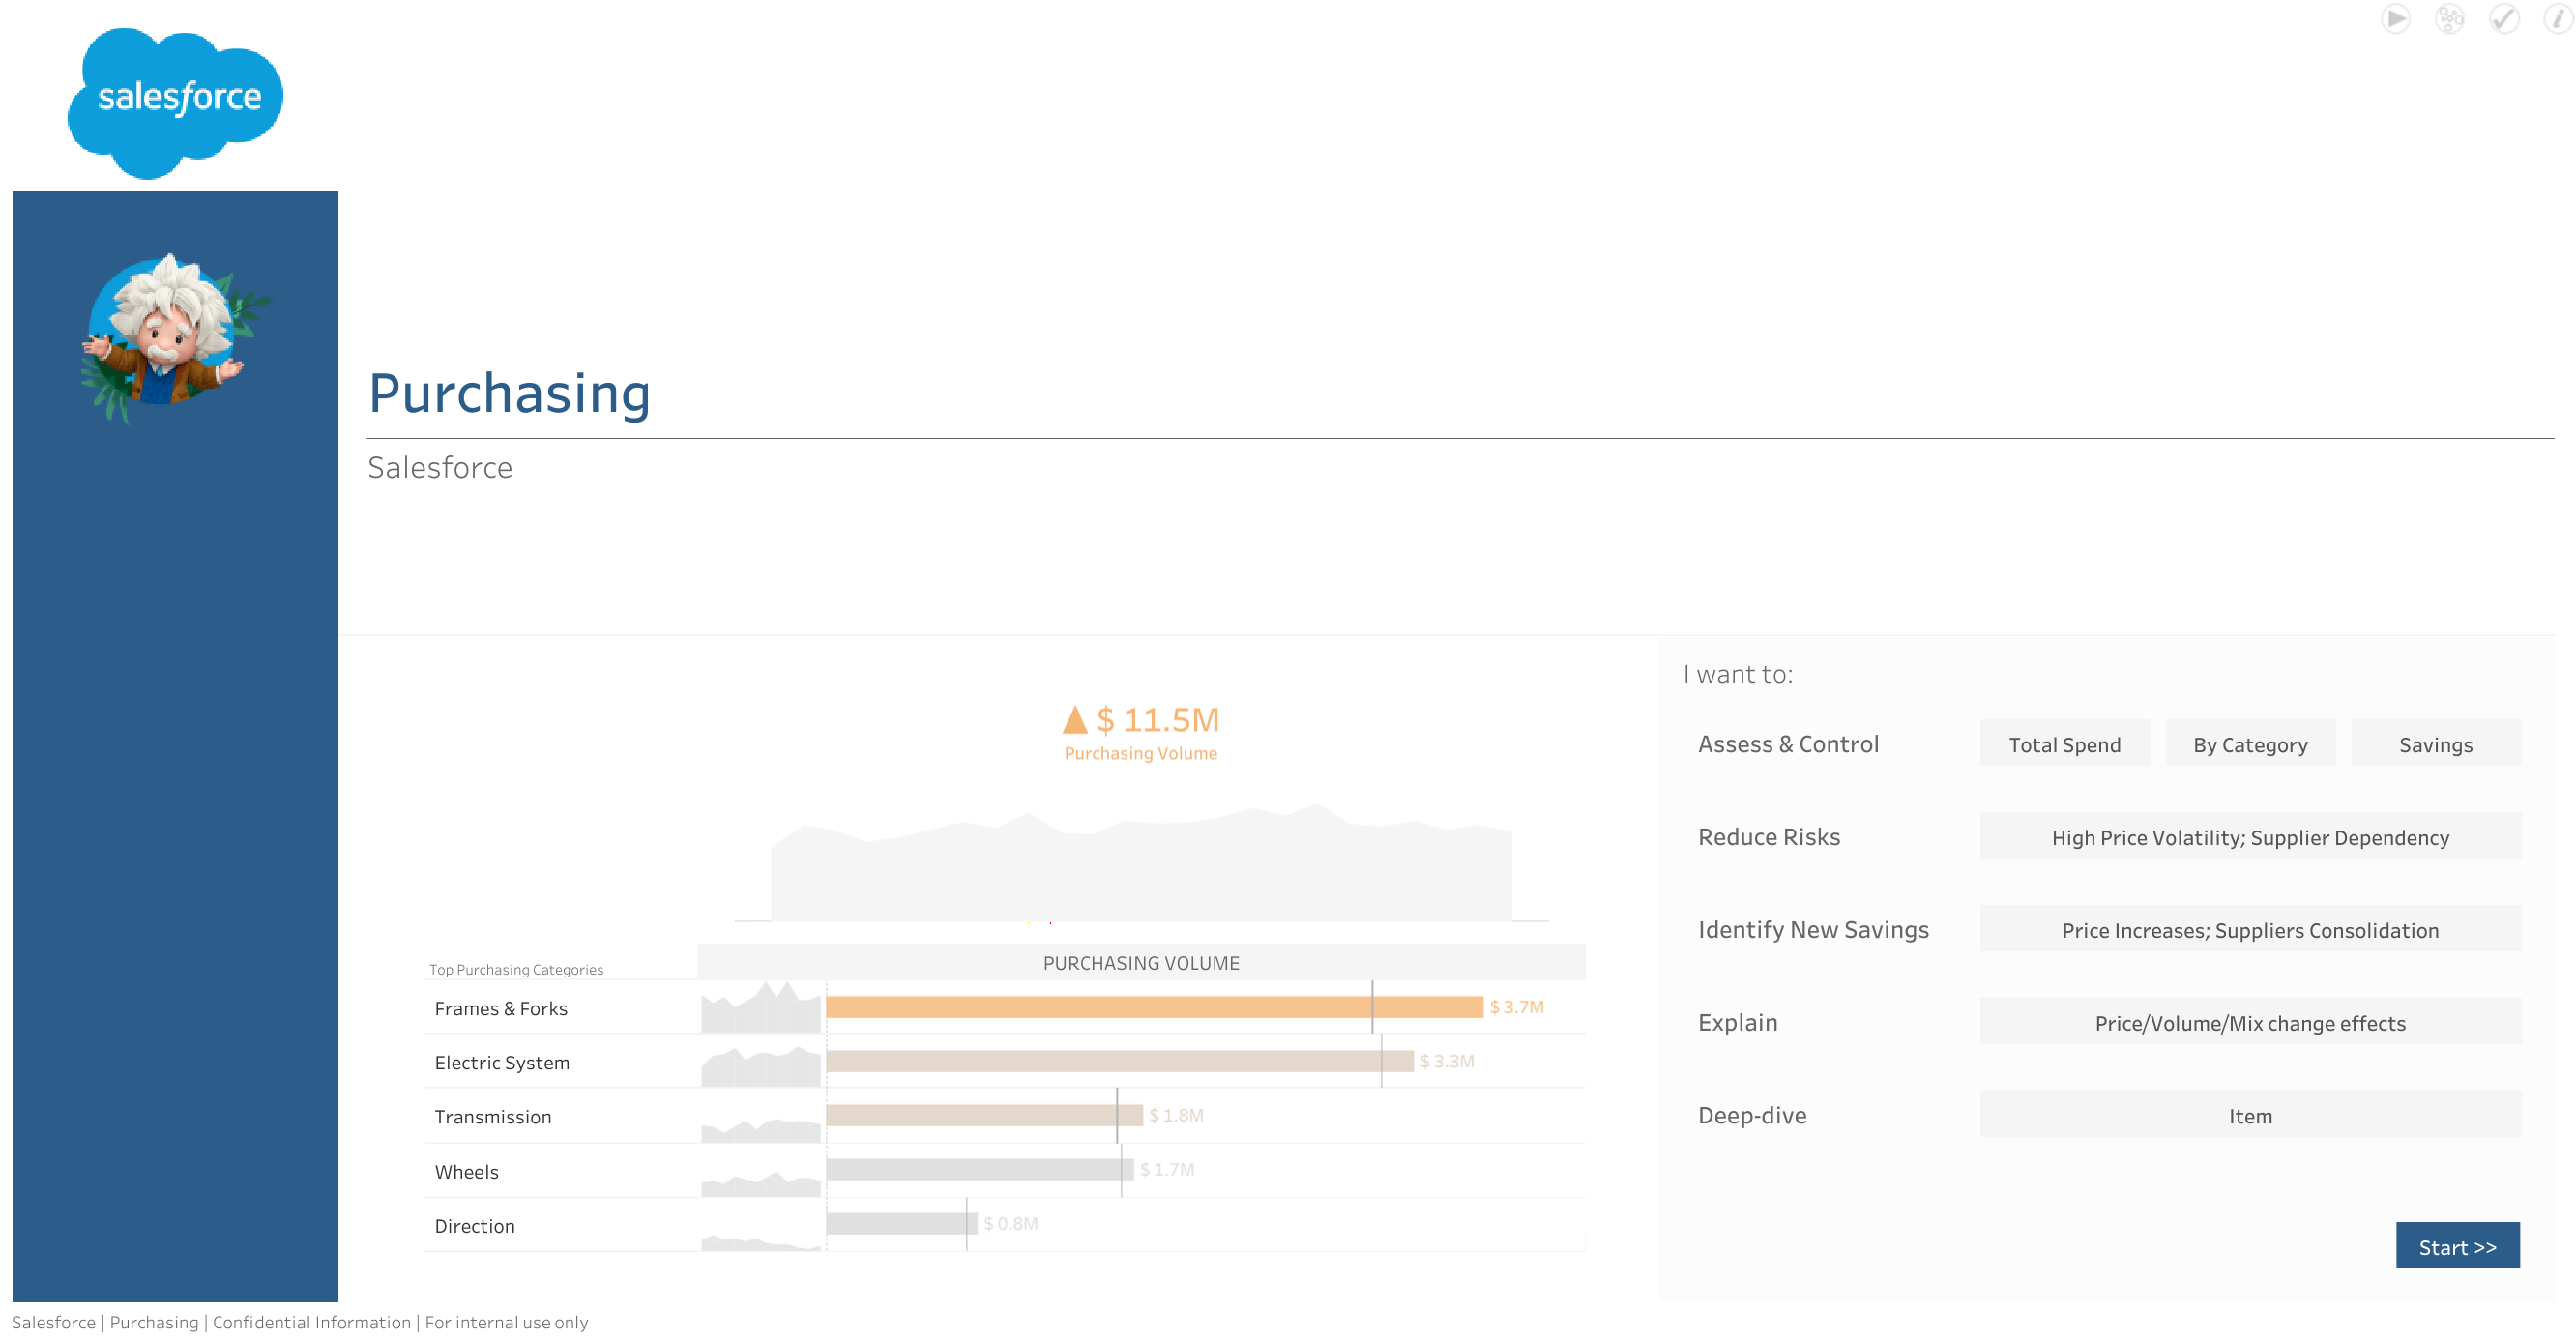 salesforce
Purchasing
Salesforce
▲ $ 11.5M
Purchasing Volume
Top Purchasing Categories
PURCHASING VOLUME
Frames & Forks
$ 3.7M
Electric System
$ 3.3M
Transmission
$ 1.8M
Wheels
$ 1.7M
Direction
$ 0.8M
I want to:
Assess & Control
Total Spend
By Category
Savings
Reduce Risks
High Price Volatility; Supplier Dependency
Identify New Savings
Price Increases; Suppliers Consolidation
Explain
Price/Volume/Mix change effects
Deep-dive
Item
Start >>
Salesforce | Purchasing | Confidential Information | For internal use only